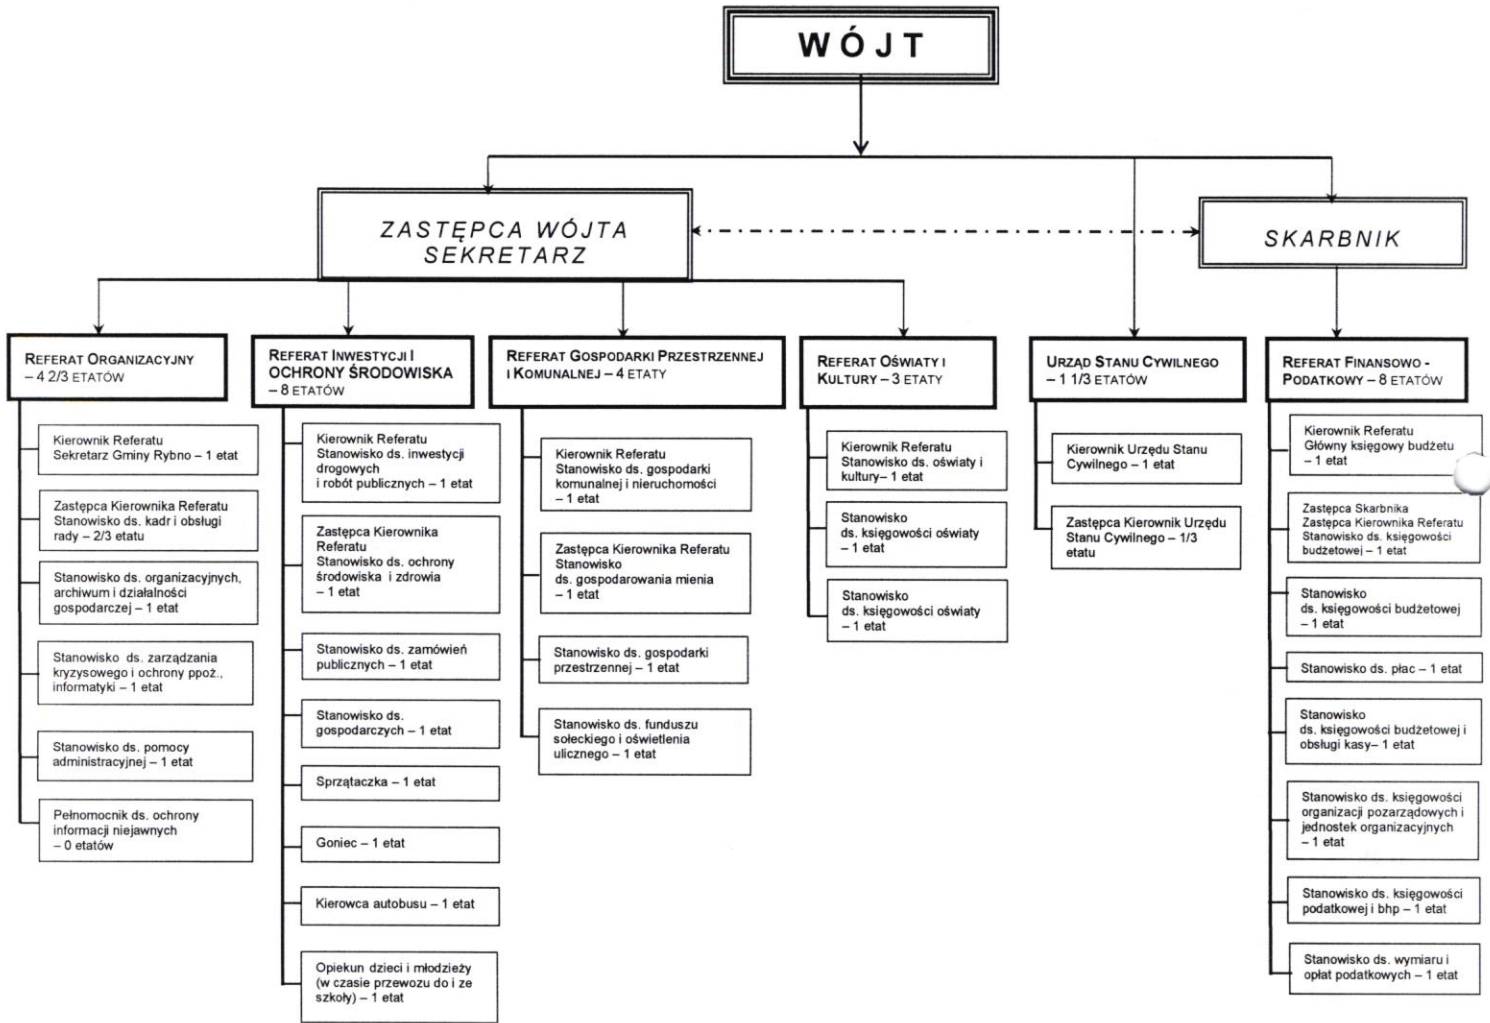 WÓJT
ZASTĘPCA WÓJTA
SEKRETARZ
SKARBNIK
REFERAT ORGANIZACYJNY
– 4 2/3 ETATÓW
Kierownik Referatu
Sekretarz Gminy Rybno – 1 etat
Zastępca Kierownika Referatu
Stanowisko ds. kadr i obsługi
rady – 2/3 etatu
Stanowisko ds. organizacyjnych,
archiwum i działalności
gospodarczej – 1 etat
Stanowisko ds. zarządzania
kryzysowego i ochrony ppoż.,
informatyki – 1 etat
Stanowisko ds. pomocy
administracyjnej – 1 etat
Pełnomocnik ds. ochrony
informacji niejawnych
– 0 etatów
REFERAT INWESTYCJI I
OCHRONY ŚRODOWISKA
– 8 ETATÓW
Kierownik Referatu
Stanowisko ds. inwestycji
drogowych
i robót publicznych – 1 etat
Zastępca Kierownika
Referatu
Stanowisko ds. ochrony
środowiska i zdrowia
– 1 etat
Stanowisko ds. zamówień
publicznych – 1 etat
Stanowisko ds.
gospodarczych – 1 etat
Sprzątaczka – 1 etat
Goniec – 1 etat
Kierowca autobusu – 1 etat
Opiekun dzieci i młodzieży
(w czasie przewozu do i ze
szkoły) – 1 etat
REFERAT GOSPODARKI PRZESTRZENNEJ
I KOMUNALNEJ – 4 ETATY
Kierownik Referatu
Stanowisko ds. gospodarki
komunalnej i nieruchomości
– 1 etat
Zastępca Kierownika Referatu
Stanowisko
ds. gospodarowania mienia
– 1 etat
Stanowisko ds. gospodarki
przestrzennej – 1 etat
Stanowisko ds. funduszu
sołeckiego i oświetlenia
ulicznego – 1 etat
REFERAT OŚWIATY I
KULTURY – 3 ETATY
Kierownik Referatu
Stanowisko ds. oświaty i
kultury– 1 etat
Stanowisko
ds. księgowości oświaty
– 1 etat
Stanowisko
ds. księgowości oświaty
– 1 etat
URZĄD STANU CYWILNEGO
– 1 1/3 ETATÓW
Kierownik Urzędu Stanu
Cywilnego – 1 etat
Zastępca Kierownik Urzędu
Stanu Cywilnego – 1/3
etatu
REFERAT FINANSOWO -
PODATKOWY – 8 ETATÓW
Kierownik Referatu
Główny księgowy budżetu
– 1 etat
Zastępca Skarbnika
Zastępca Kierownika Referatu
Stanowisko ds. księgowości
budżetowej – 1 etat
Stanowisko
ds. księgowości budżetowej
– 1 etat
Stanowisko ds. płac – 1 etat
Stanowisko
ds. księgowości budżetowej i
obsługi kasy– 1 etat
Stanowisko ds. księgowości
organizacji pozarządowych i
jednostek organizacyjnych
– 1 etat
Stanowisko ds. księgowości
podatkowej i bhp – 1 etat
Stanowisko ds. wymiaru i
opłat podatkowych – 1 etat